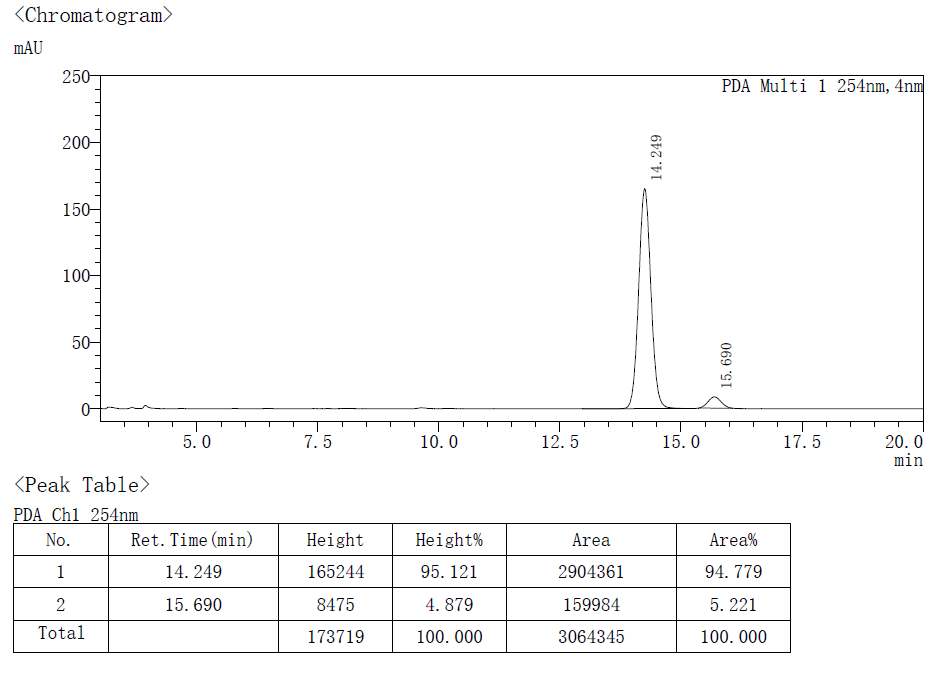 <Chromatogram>
mAU
PDA Multi 1 254nm,4nm
250
200
150
100
50
0
14.249
15.690
5.0 7.5 10.0 12.5 15.0 17.5 20.0
min
<Peak Table>
PDA Ch1 254nm
No. Ret.Time(min) Height Height% Area Area%
1 14.249 165244 95.121 2904361 94.779
2 15.690 8475 4.879 159984 5.221
Total 173719 100.000 3064345 100.000